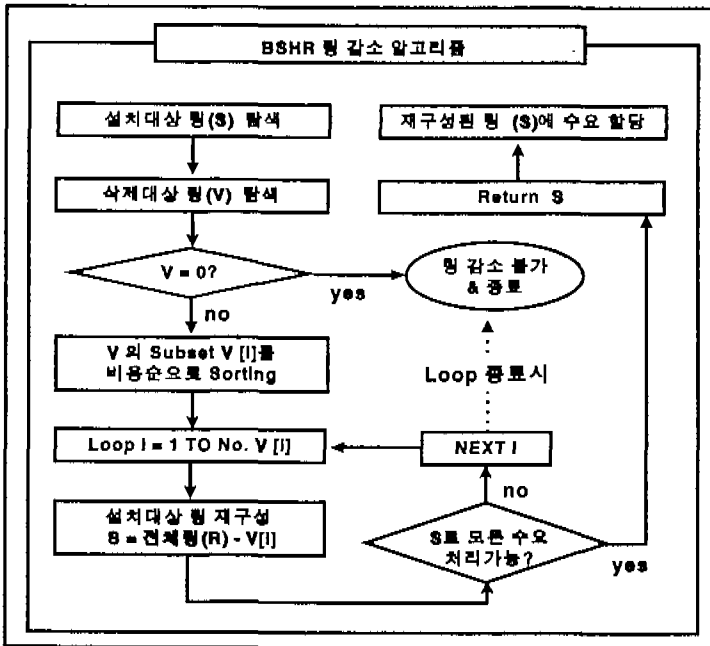 BSHR 링 감소 알고리즘
설치대상 링(S) 탐색
삭제대상 링(V) 탐색
V = 0?
yes
no
V 의 Subset V [i]를
비용순으로 Sorting
Loop i = 1 TO No. V [i]
설치대상 링 재구성
S = 전체링(R) - V[i]
S로 모든 수요
처리가능?
no
yes
NEXT i
Loop 종료시
링 감소 불가
& 종료
Return S
재구성된 링 (S)에 수요 할당